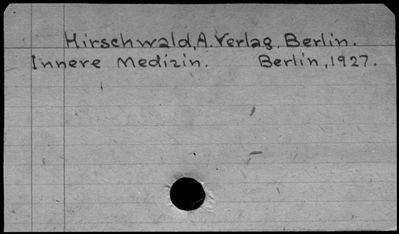 Hirschwald, A. Verlag, Berlin.
Innere Medizin. Berlin, 1927.